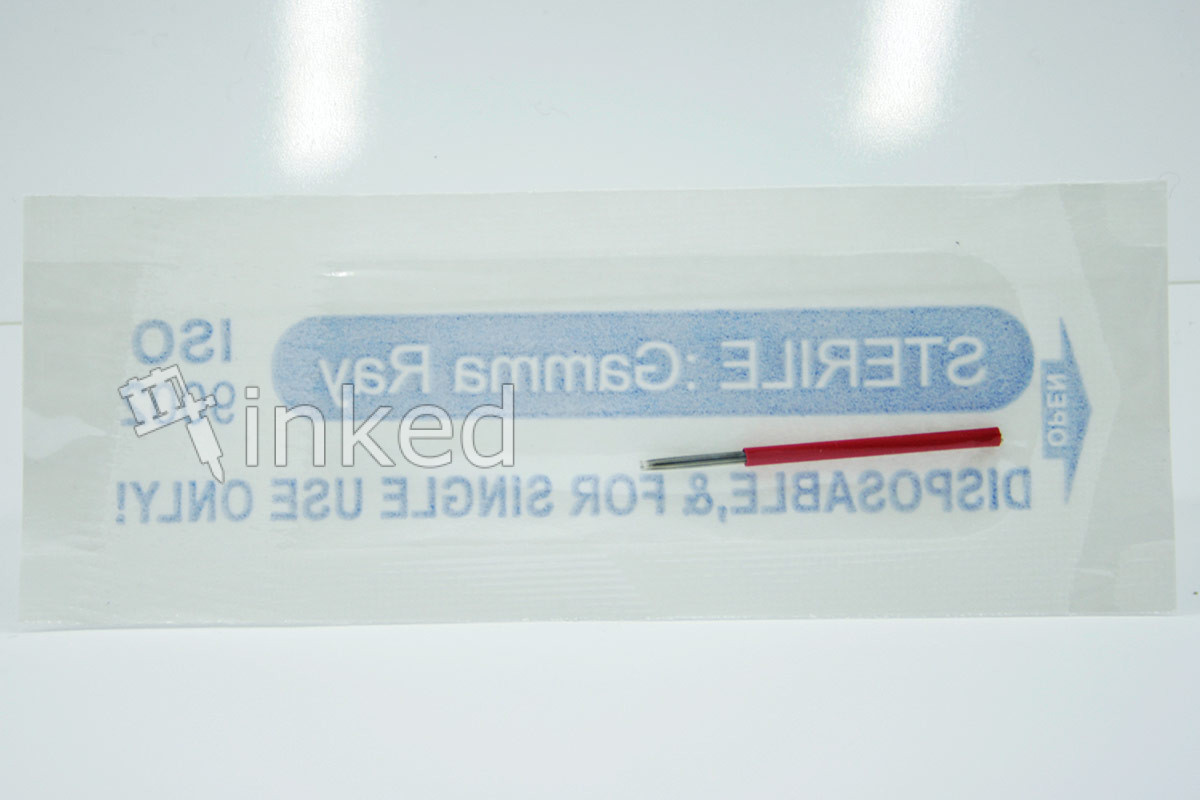 STERILE : Gamma Ray
ISO
OPEN
inked
DISPOSABLE,& FOR SINGLE USE ONLY!